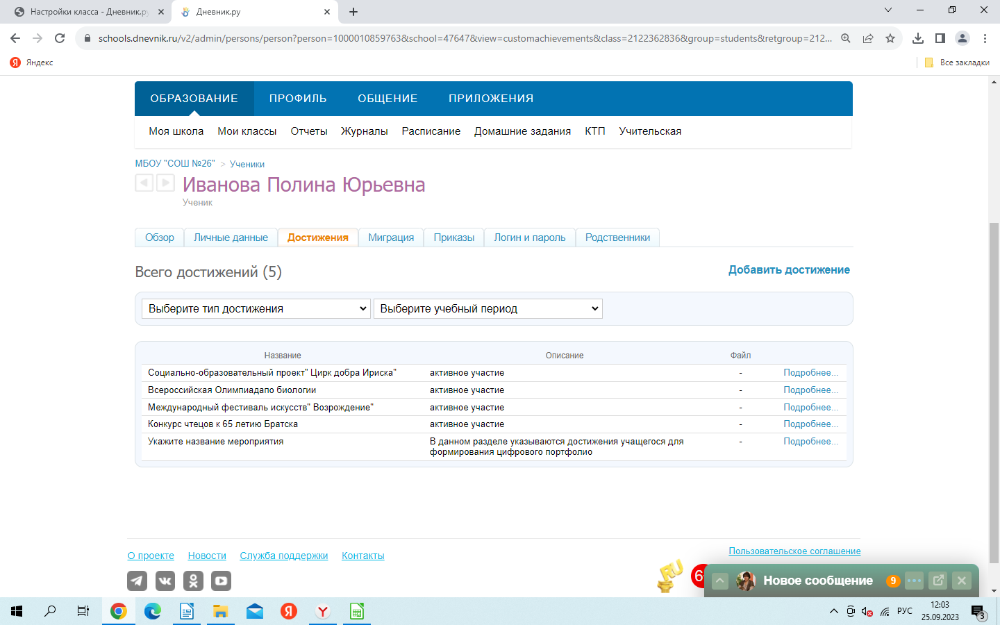 Настройки класса - Дневник.ру
Дневник.ру
schools.dnevnik.ru/v2/admin/persons/person?person=1000010859763&school=47647&view=customachievements&class=2122362836&group=students&retgroup=212...
Яндекс
Все закладки
ОБРАЗОВАНИЕ ПРОФИЛЬ ОБЩЕНИЕ ПРИЛОЖЕНИЯ
Моя школа Мои классы Отчеты Журналы Расписание Домашние задания КТП Учительская
МБОУ "СОШ №26" > Ученики
Иванова Полина Юрьевна
Ученик
Обзор Личные данные Достижения Миграция Приказы Логин и пароль Родственники
Всего достижений (5)
Добавить достижение
Выберите тип достижения Выберите учебный период
Название Описание Файл
Социально-образовательный проект" Цирк добра Ириска" активное участие - Подробнее...
Всероссийская Олимпиадапо биологии активное участие - Подробнее...
Международный фестиваль искусств" Возрождение" активное участие - Подробнее...
Конкурс чтецов к 65 летию Братска активное участие - Подробнее...
Укажите название мероприятия В данном разделе указываются достижения учащегося для - Подробнее...
формирования цифрового портфолио
О проекте Новости Служба поддержки Контакты
Пользовательское соглашение
RU
Новое сообщение 9
РУС
12:03
25.09.2023
3